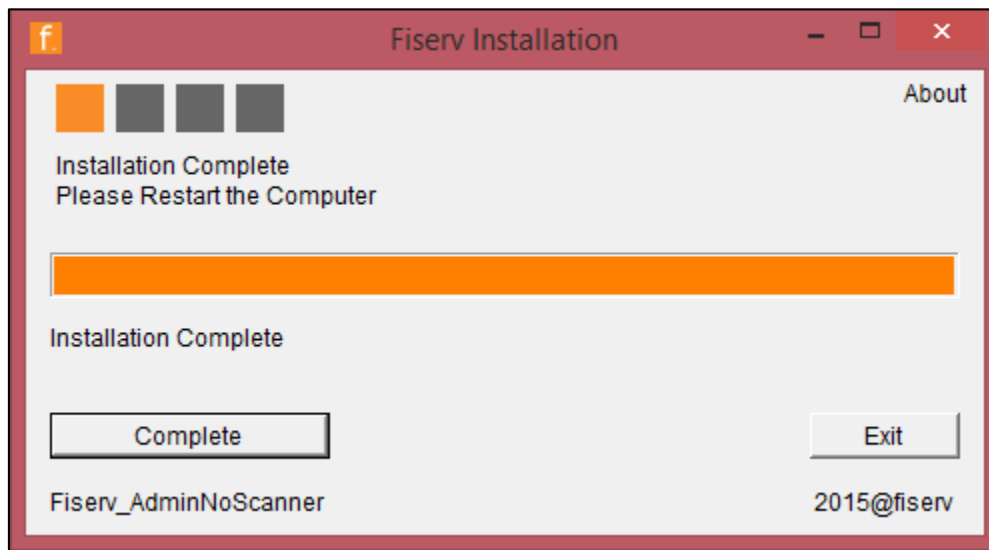 f.
Fiserv Installation
About
Installation Complete
Please Restart the Computer
Installation Complete
Complete
Exit
Fiserv_AdminNoScanner
2015@fiserv